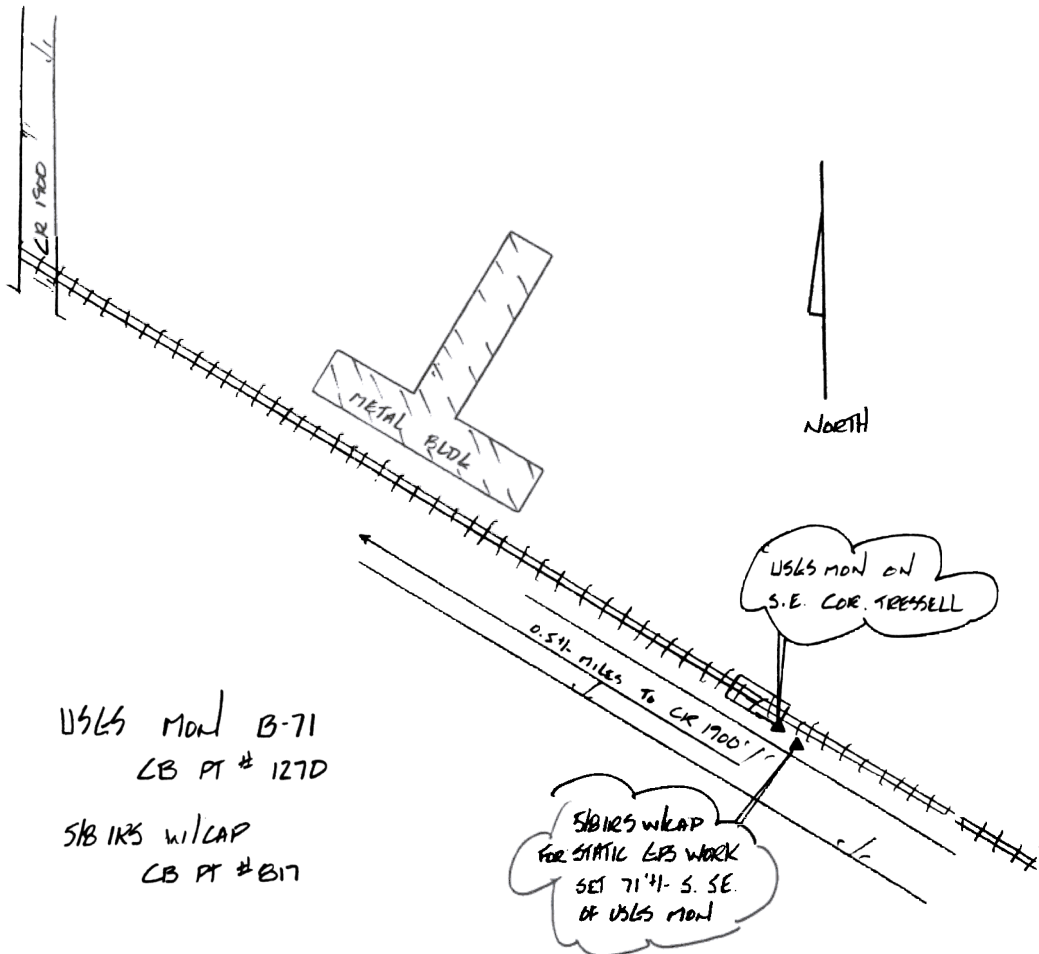 CR 1900
METAL BLDG
NORTH
USGS MON ON
S.E. COR. TRESSELL
0.5 +/- MILES TO CR 1900
USGS MON B-71
CB PT # 1270
5/8 IRS W/CAP
CB PT # 817
5/8 IRS W/CAP
FOR STATIC GPS WORK
SET 71' +/- S. SE.
OF USGS MON